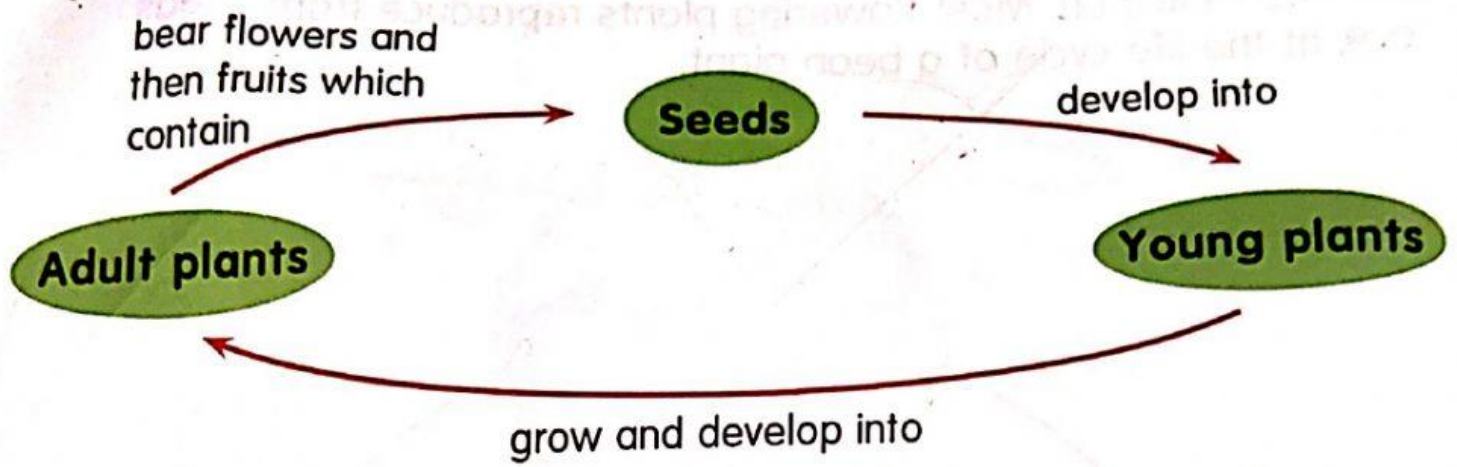 bear flowers and
then fruits which
contain
Seeds
develop into
Adult plants
Young plants
grow and develop into